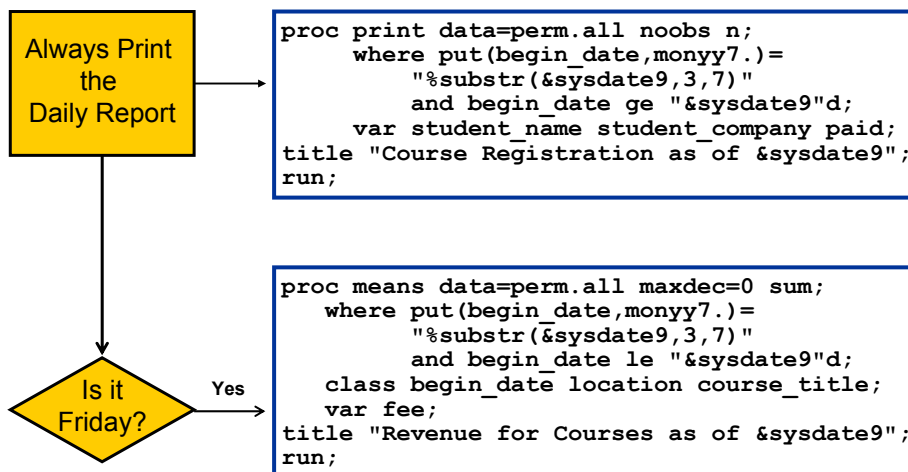 Always Print
the
Daily Report
proc print data=perm.all noobs n;
where put(begin_date,monyy7.)=
"%substr(&sysdate9,3,7)"
and begin_date ge "&sysdate9"d;
var student_name student_company paid;
title "Course Registration as of &sysdate9";
run;
Is it
Friday?
Yes
proc means data=perm.all maxdec=0 sum;
where put(begin_date,monyy7.)=
"%substr(&sysdate9,3,7)"
and begin_date le "&sysdate9"d;
class begin_date location course_title;
var fee;
title "Revenue for Courses as of &sysdate9";
run;